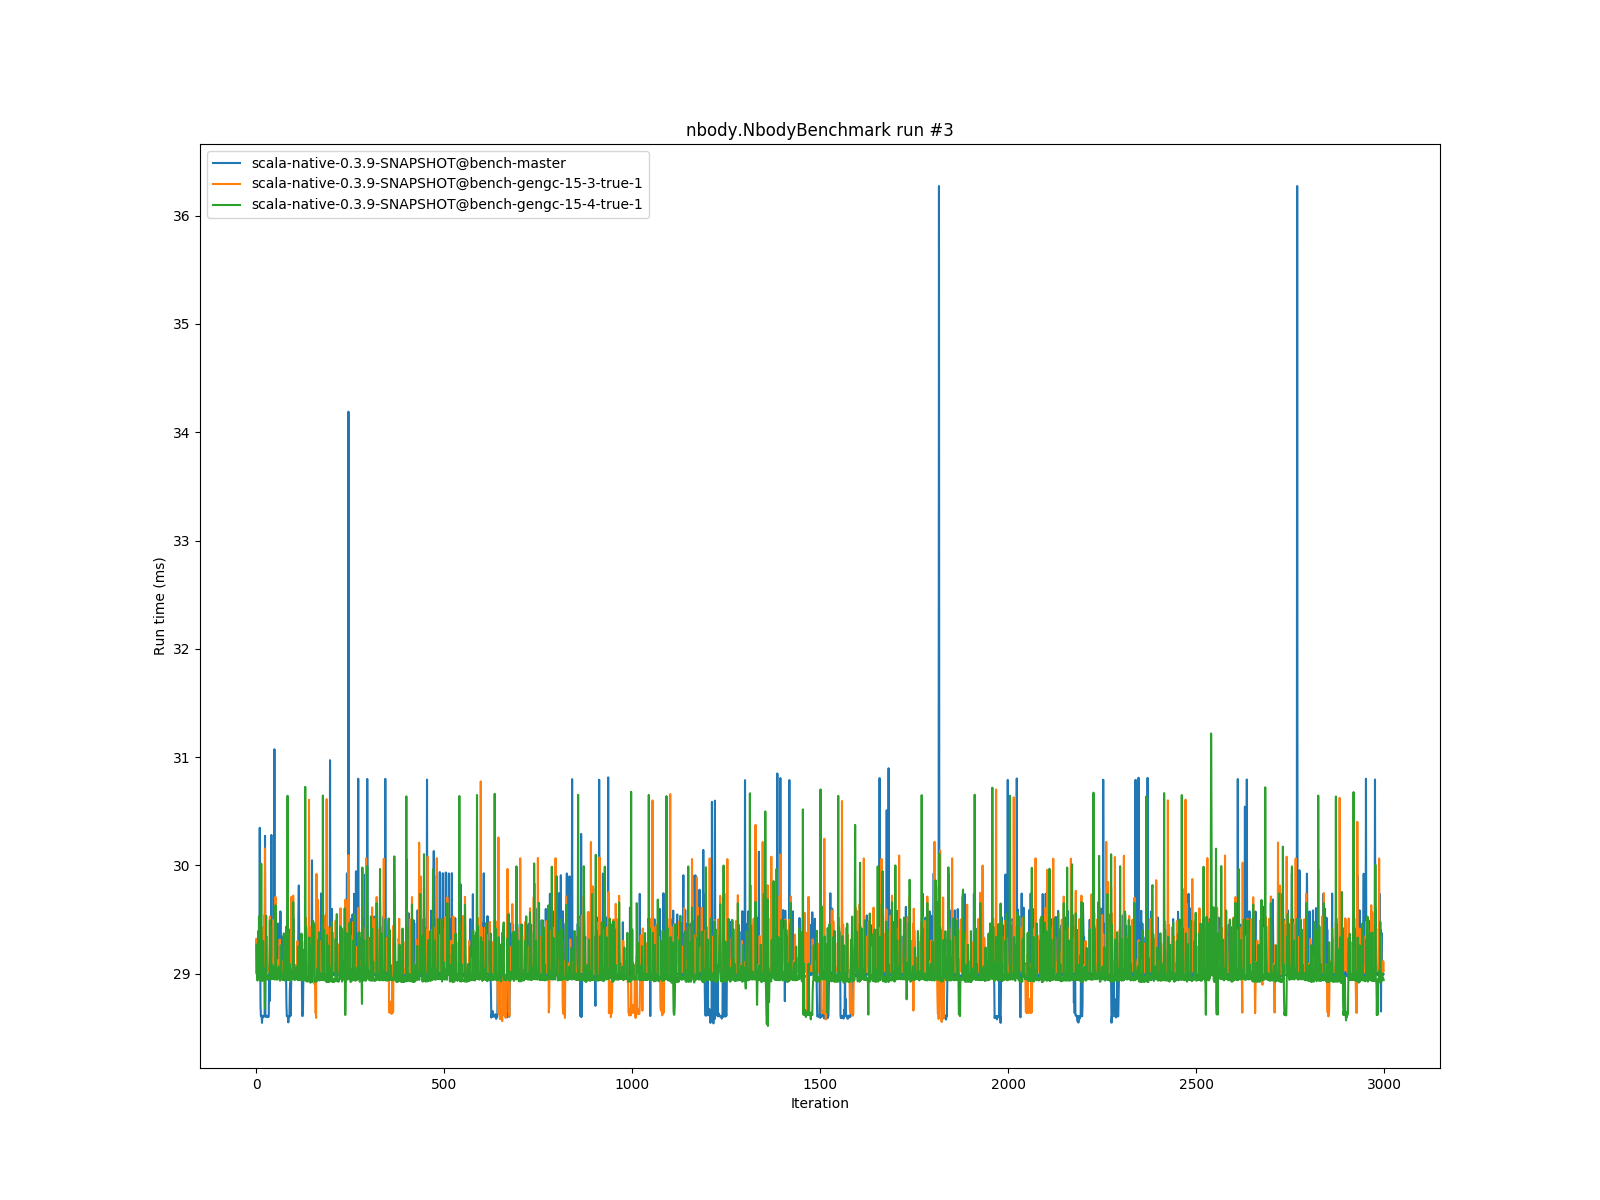 nbody.NbodyBenchmark run #3
scala-native-0.3.9-SNAPSHOT@bench-master
scala-native-0.3.9-SNAPSHOT@bench-gengc-15-3-true-1
scala-native-0.3.9-SNAPSHOT@bench-gengc-15-4-true-1
36
35
34
33
32
31
30
29
Run time (ms)
0 500 1000 1500 2000 2500 3000
Iteration